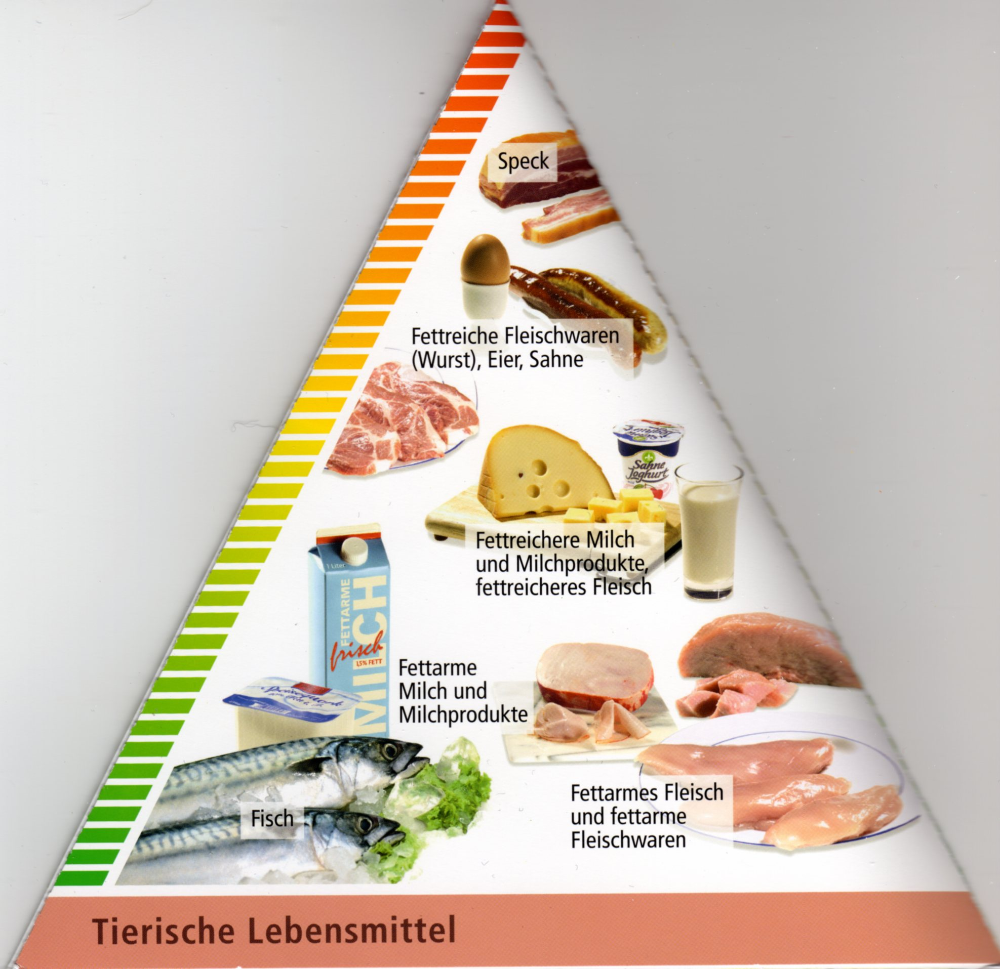 Speck
Fettreiche Fleischwaren
(Wurst), Eier, Sahne
Sahne
Joghurt
Fettreichere Milch
und Milchprodukte,
fettreicheres Fleisch
1 Liter
FETTARME
MILCH
frisch
1,5% FETT
Fettarme
Milch und
Milchprodukte
Speisequark
Fisch
Fettarmes Fleisch
und fettarme
Fleischwaren
Tierische Lebensmittel